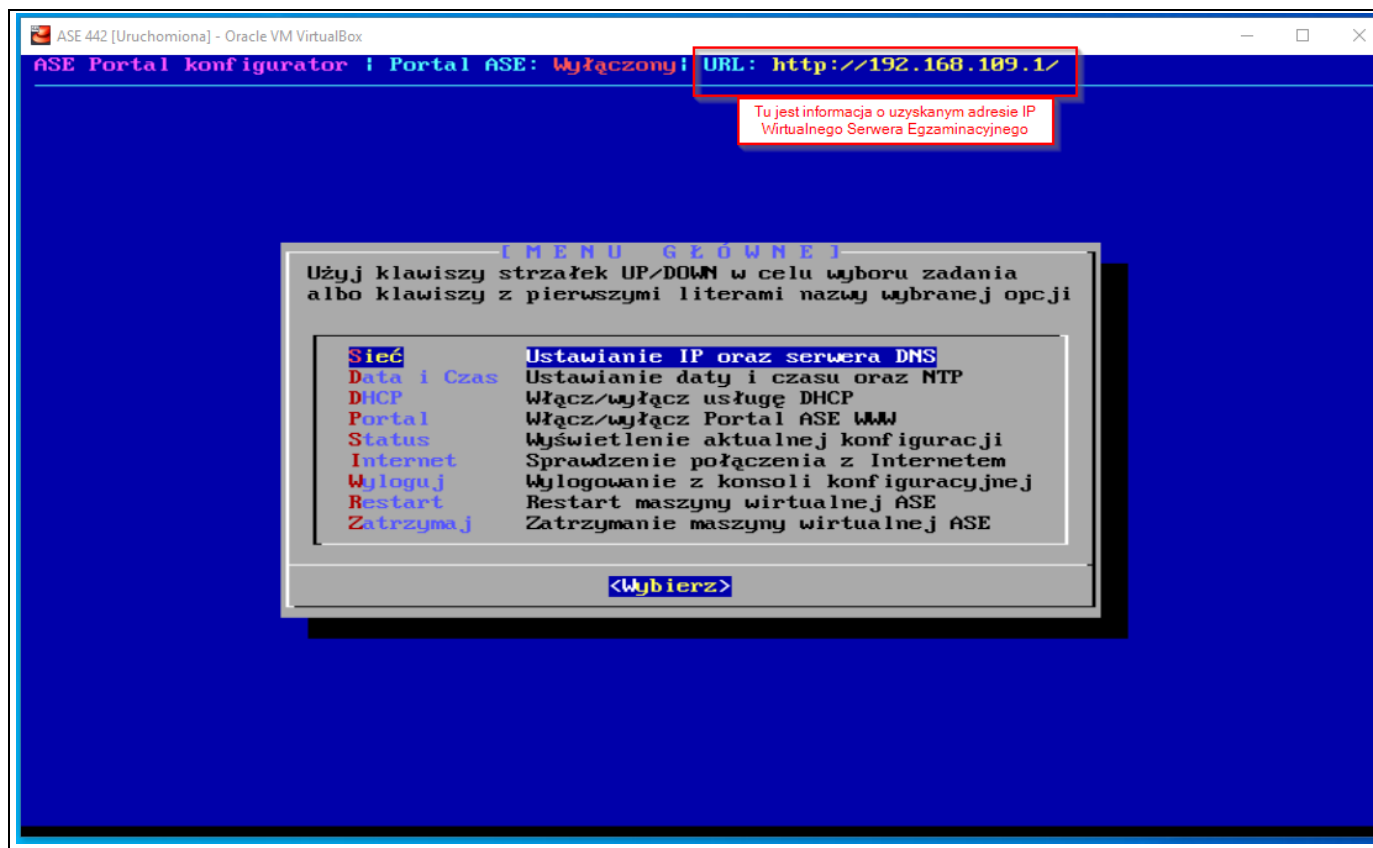 ASE 442 [Uruchomiona] - Oracle VM VirtualBox
ASE Portal konfigurator | Portal ASE: Wyłączony| URL: http://192.168.109.1/
Tu jest informacja o uzyskanym adresie IP
Wirtualnego Serwera Egzaminacyjnego
[ M E N U   G Ł Ó W N E ]
Użyj klawiszy strzałek UP/DOWN w celu wyboru zadania
albo klawiszy z pierwszymi literami nazwy wybranej opcji
Sieć Ustawianie IP oraz serwera DNS
Data i Czas Ustawianie daty i czasu oraz NTP
DHCP Włącz/wyłącz usługę DHCP
Portal Włącz/wyłącz Portal ASE WWW
Status Wyświetlenie aktualnej konfiguracji
Internet Sprawdzenie połączenia z Internetem
Wyloguj Wylogowanie z konsoli konfiguracyjnej
Restart Restart maszyny wirtualnej ASE
Zatrzymaj Zatrzymanie maszyny wirtualnej ASE
<Wybierz>